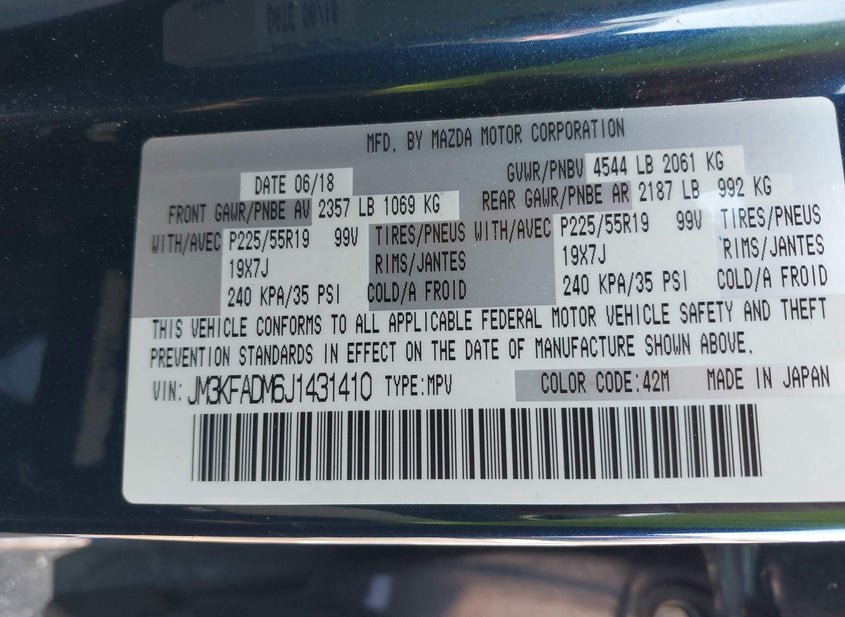 MFD. BY MAZDA MOTOR CORPORATION
DATE 06/18 GVWR/PNBV 4544 LB 2061 KG
FRONT GAWR/PNBE AV 2357 LB 1069 KG REAR GAWR/PNBE AR 2187 LB 992 KG
WITH/AVEC P225/55R19 99V TIRES/PNEUS WITH/AVEC P225/55R19 99V TIRES/PNEUS
19X7J RIMS/JANTES 19X7J RIMS/JANTES
240 KPA/35 PSI COLD/A FROID 240 KPA/35 PSI COLD/A FROID
THIS VEHICLE CONFORMS TO ALL APPLICABLE FEDERAL MOTOR VEHICLE SAFETY AND THEFT
PREVENTION STANDARDS IN EFFECT ON THE DATE OF MANUFACTURE SHOWN ABOVE.
VIN: JM3KFADM6J1431410 TYPE:MPV COLOR CODE:42M MADE IN JAPAN